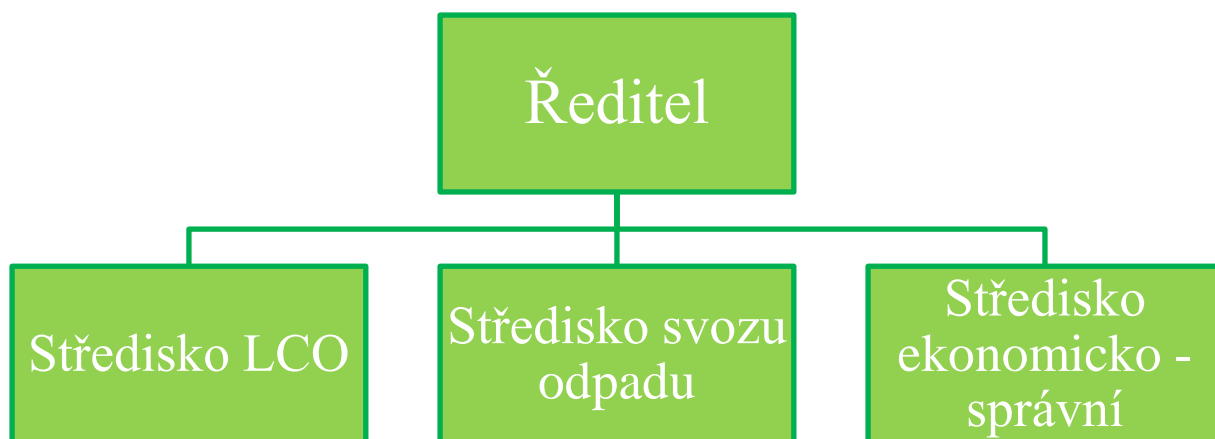 Ředitel
Středisko LCO
Středisko svozu
odpadu
Středisko
ekonomicko -
správní